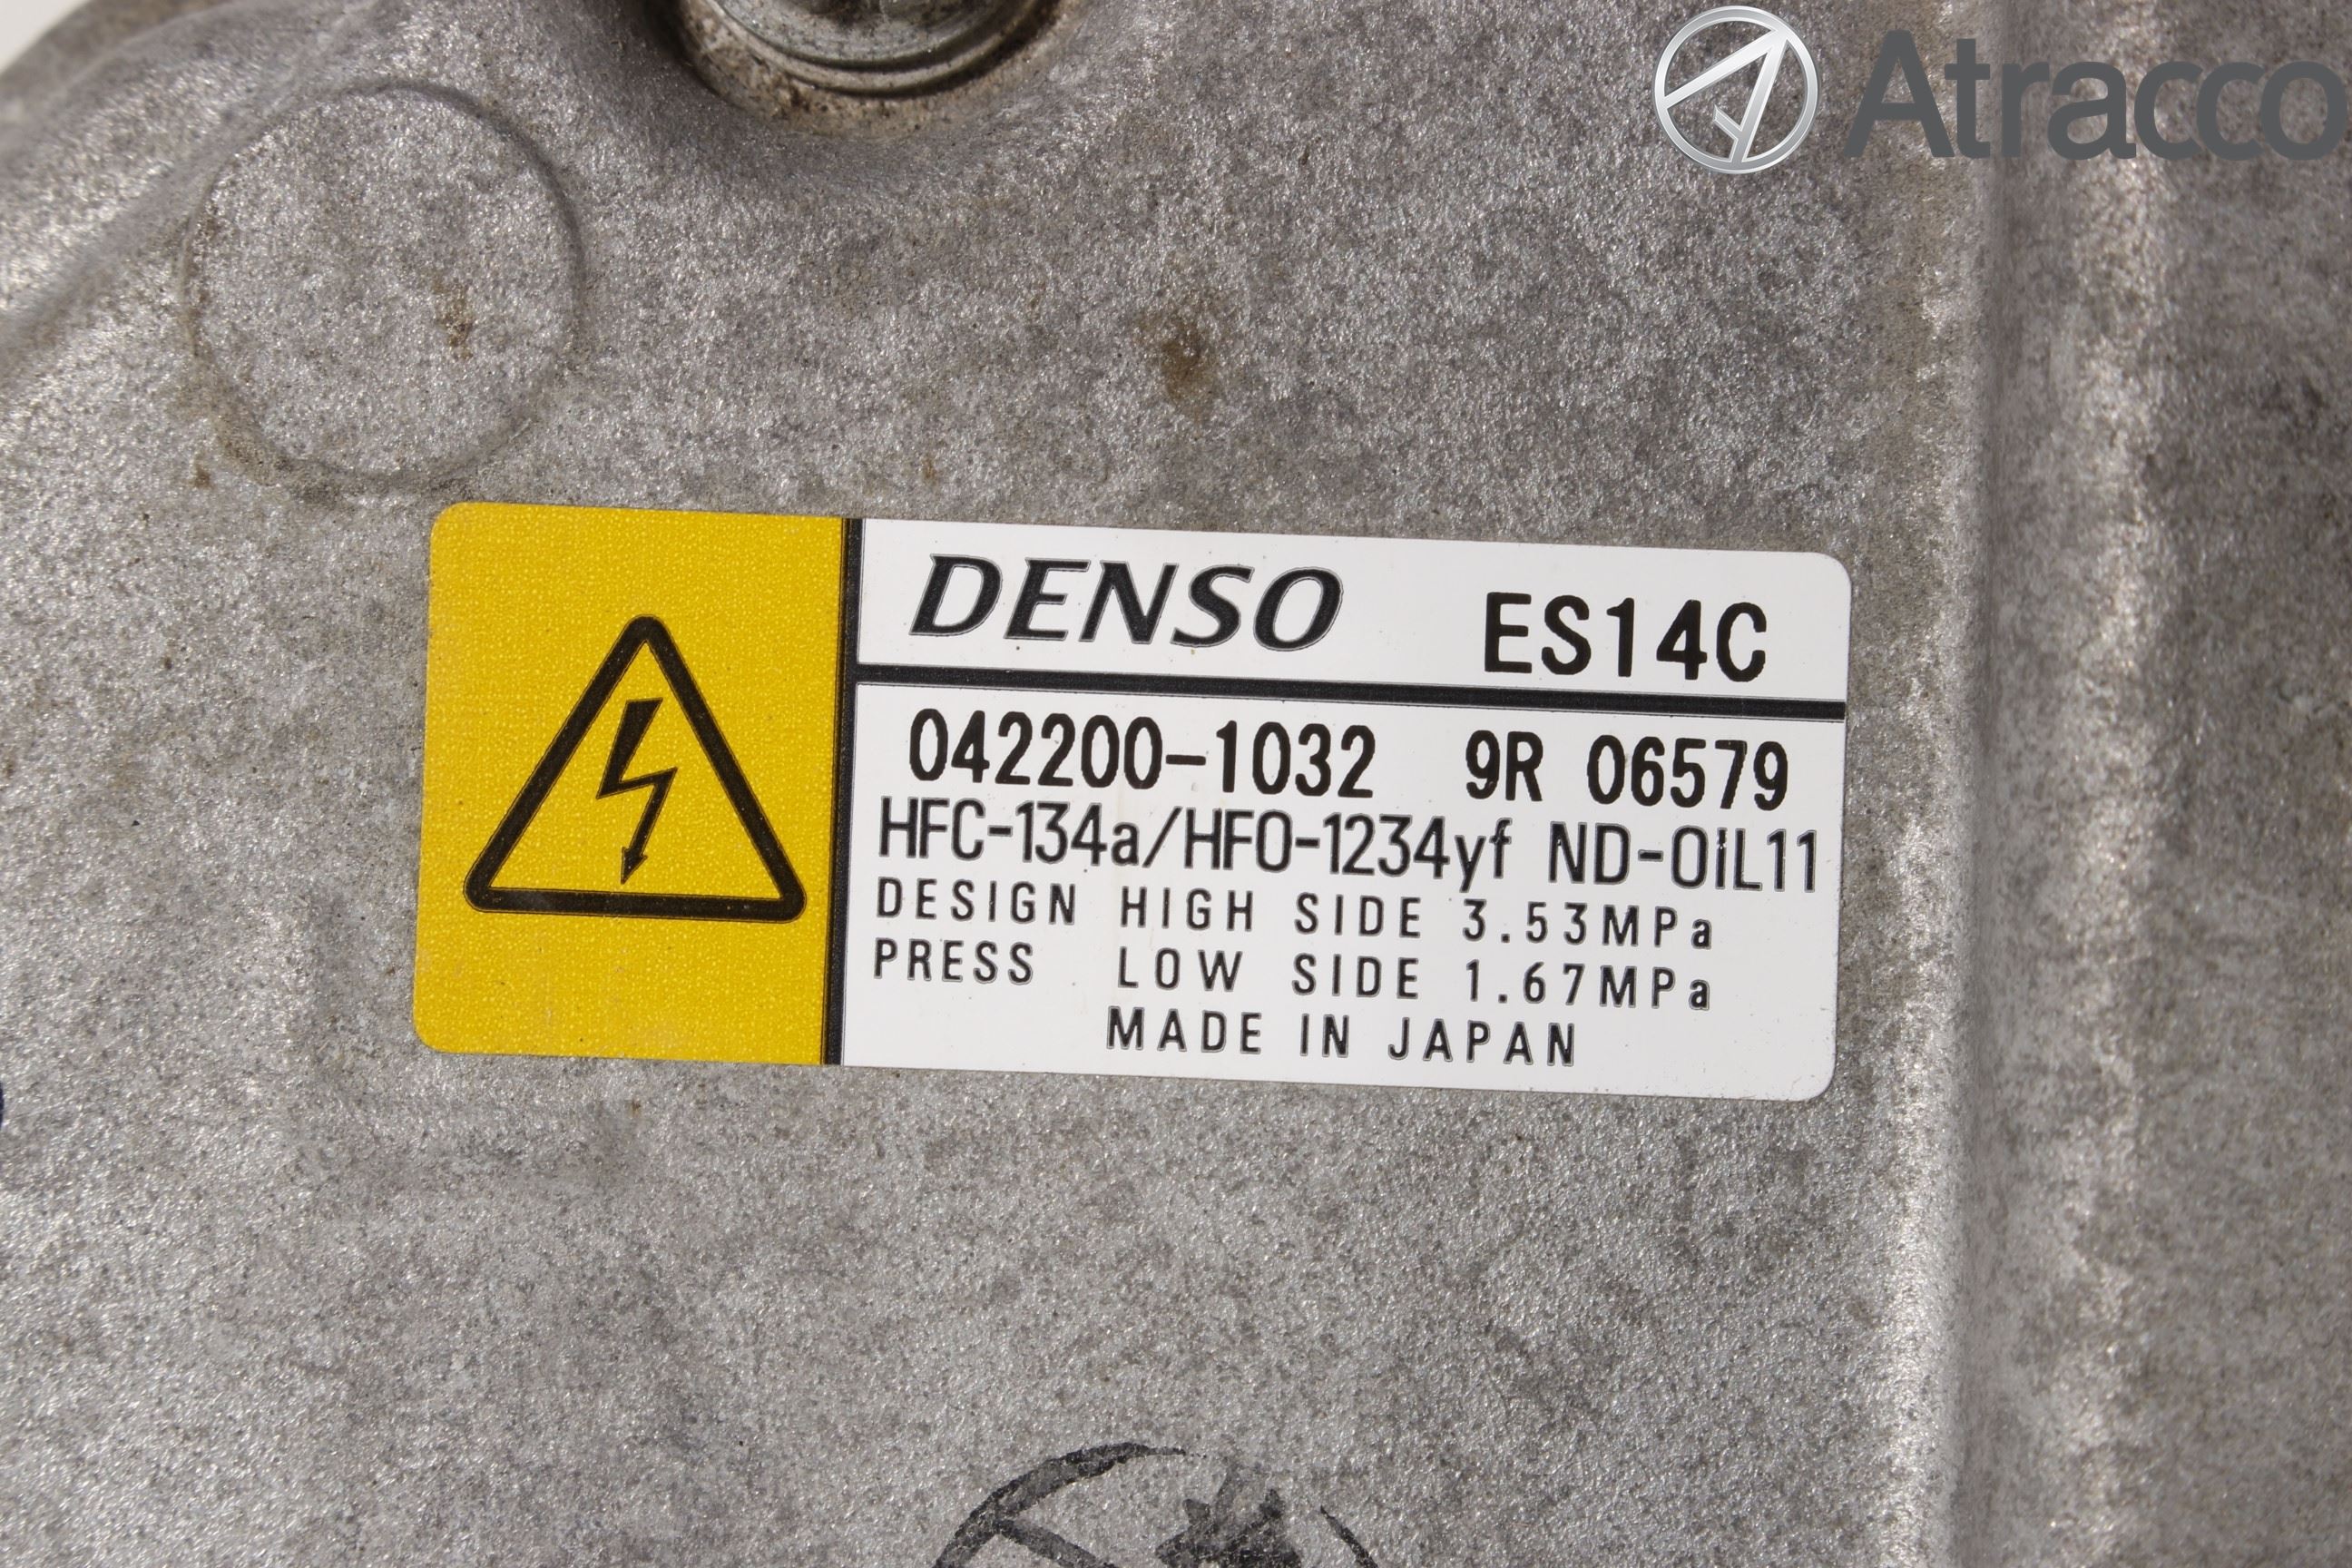 Atracco
DENSO ES14C
042200-1032 9R 06579
HFC-134a/HFO-1234yf ND-OiL11
DESIGN HIGH SIDE 3.53MPa
PRESS LOW SIDE 1.67MPa
MADE IN JAPAN